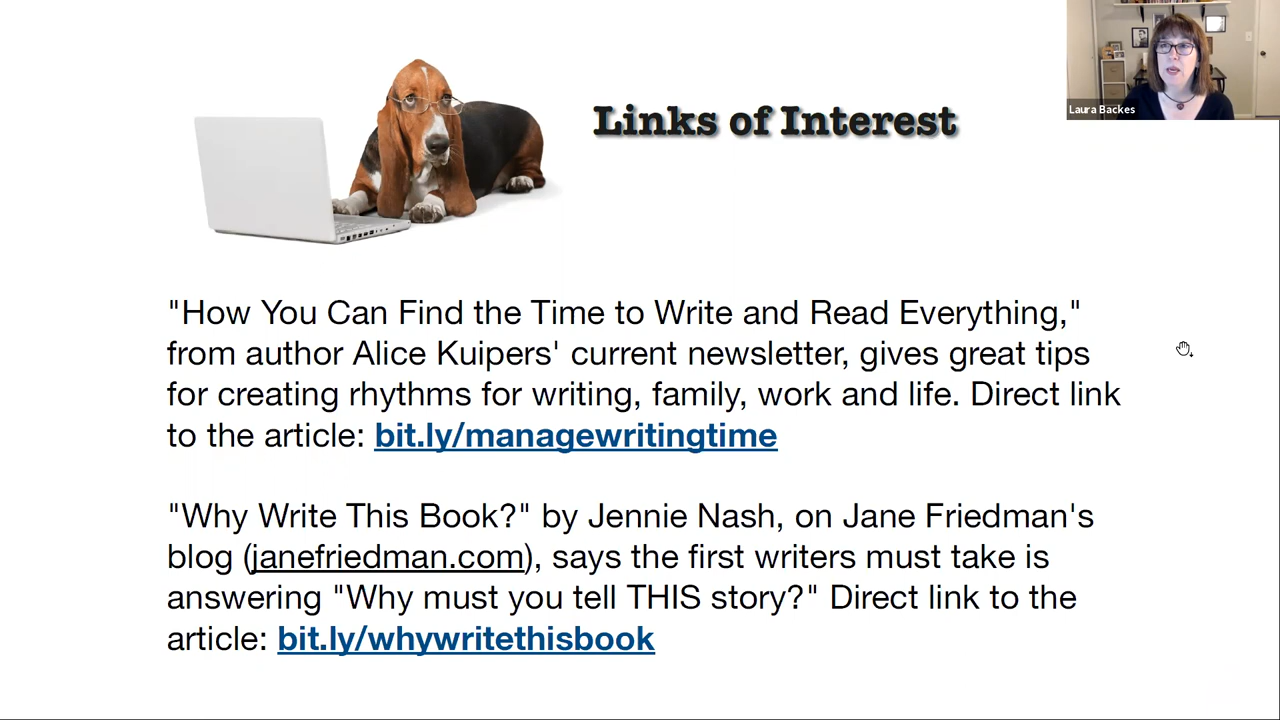 Links of Interest
Laura Backes
"How You Can Find the Time to Write and Read Everything,"
from author Alice Kuipers' current newsletter, gives great tips
for creating rhythms for writing, family, work and life. Direct link
to the article: bit.ly/managewritingtime
"Why Write This Book?" by Jennie Nash, on Jane Friedman's
blog (janefriedman.com), says the first writers must take is
answering "Why must you tell THIS story?" Direct link to the
article: bit.ly/whywritethisbook